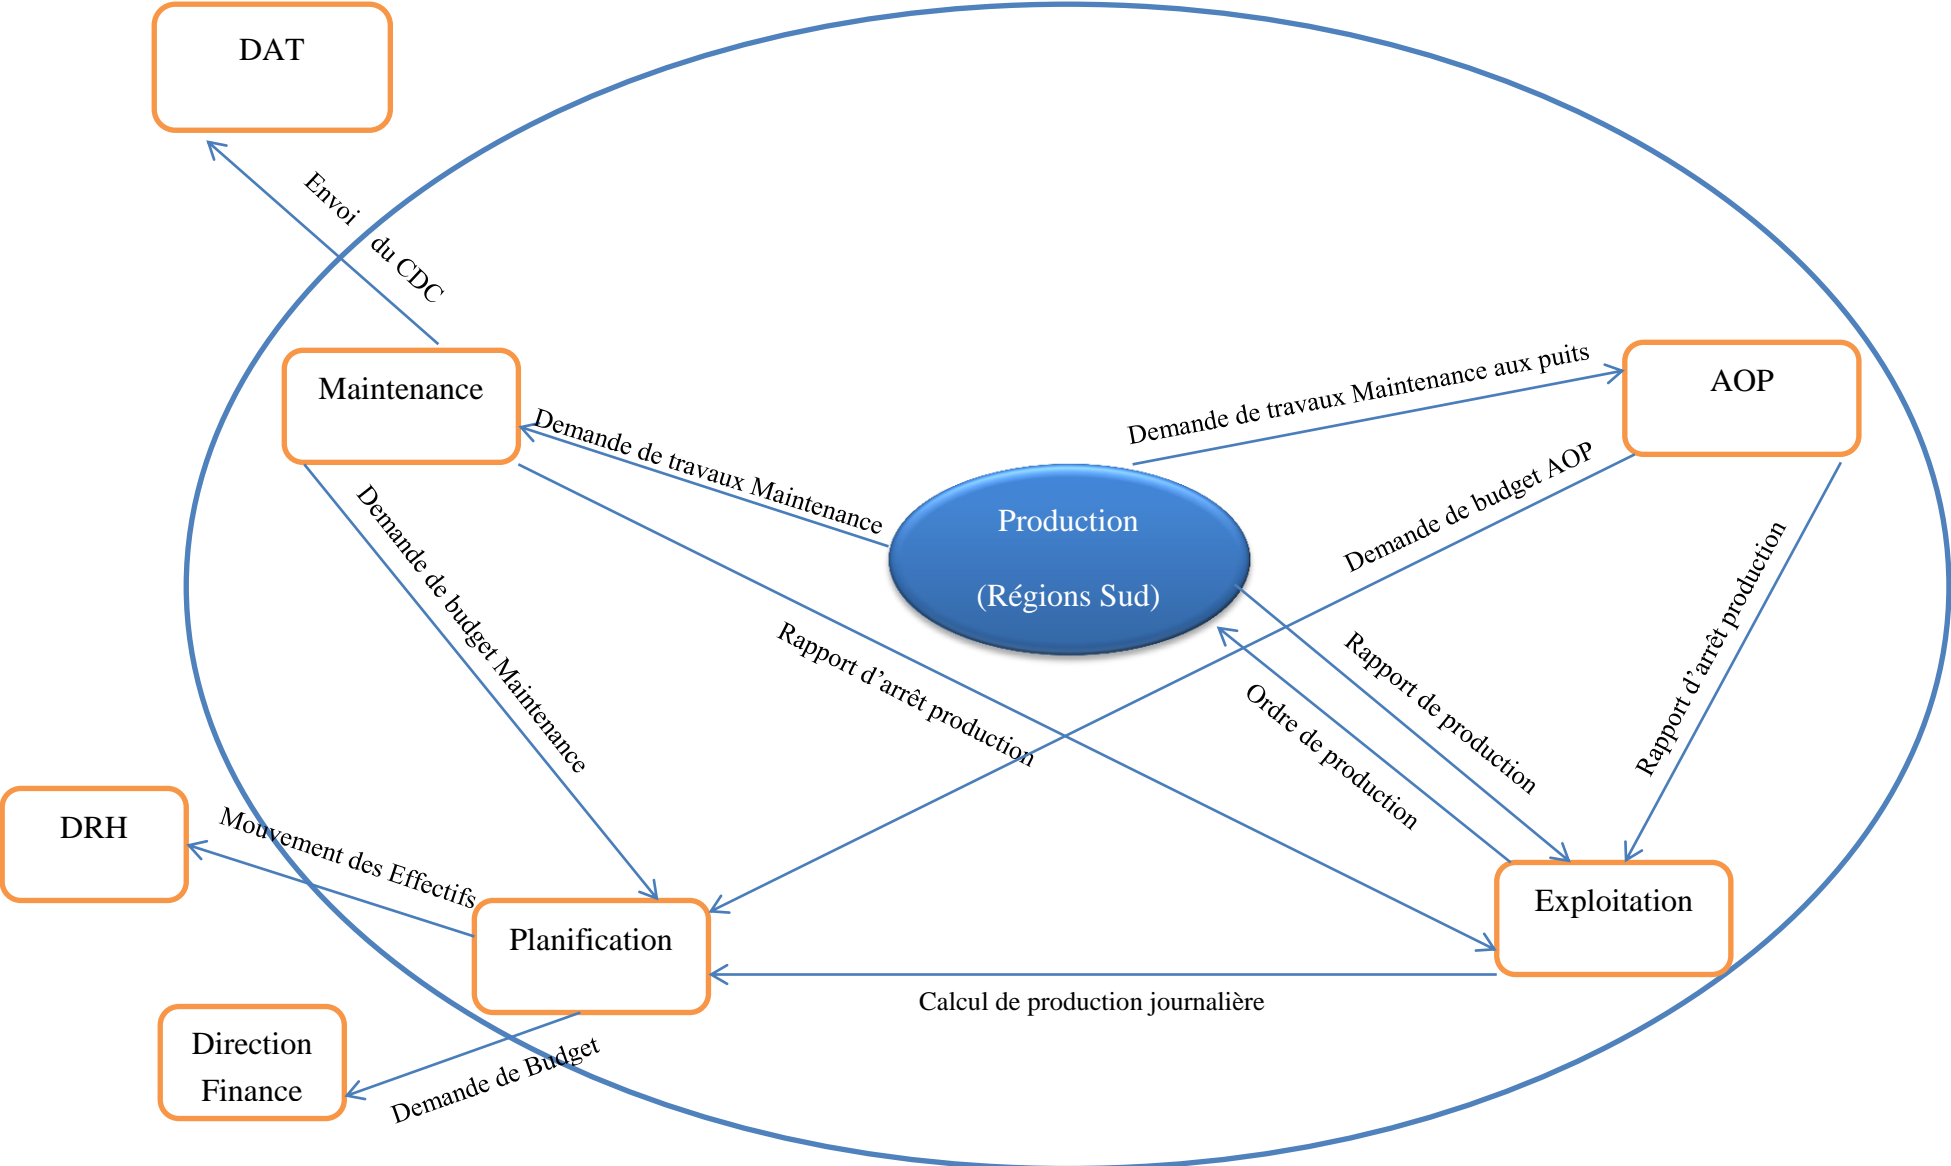 DAT
Envoi du CDC
Maintenance
Demande de travaux Maintenance
Demande de travaux Maintenance aux puits
AOP
Production
(Régions Sud)
Demande de budget AOP
Demande de budget Maintenance
Rapport d’arrêt production
Rapport de production
Ordre de production
Rapport d’arrêt production
DRH
Mouvement des Effectifs
Planification
Exploitation
Calcul de production journalière
Direction
Finance
Demande de Budget